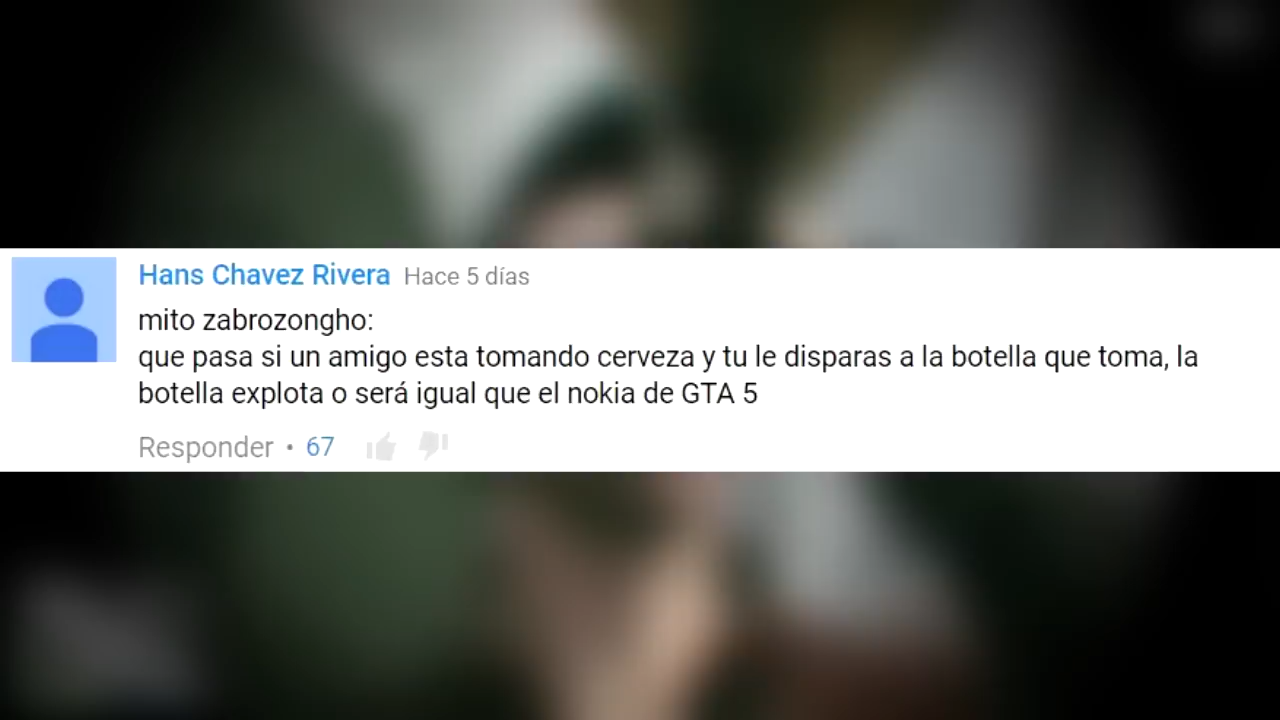 Hans Chavez Rivera Hace 5 días
mito zabrozongho:
que pasa si un amigo esta tomando cerveza y tu le disparas a la botella que toma, la
botella explota o será igual que el nokia de GTA 5
Responder • 67